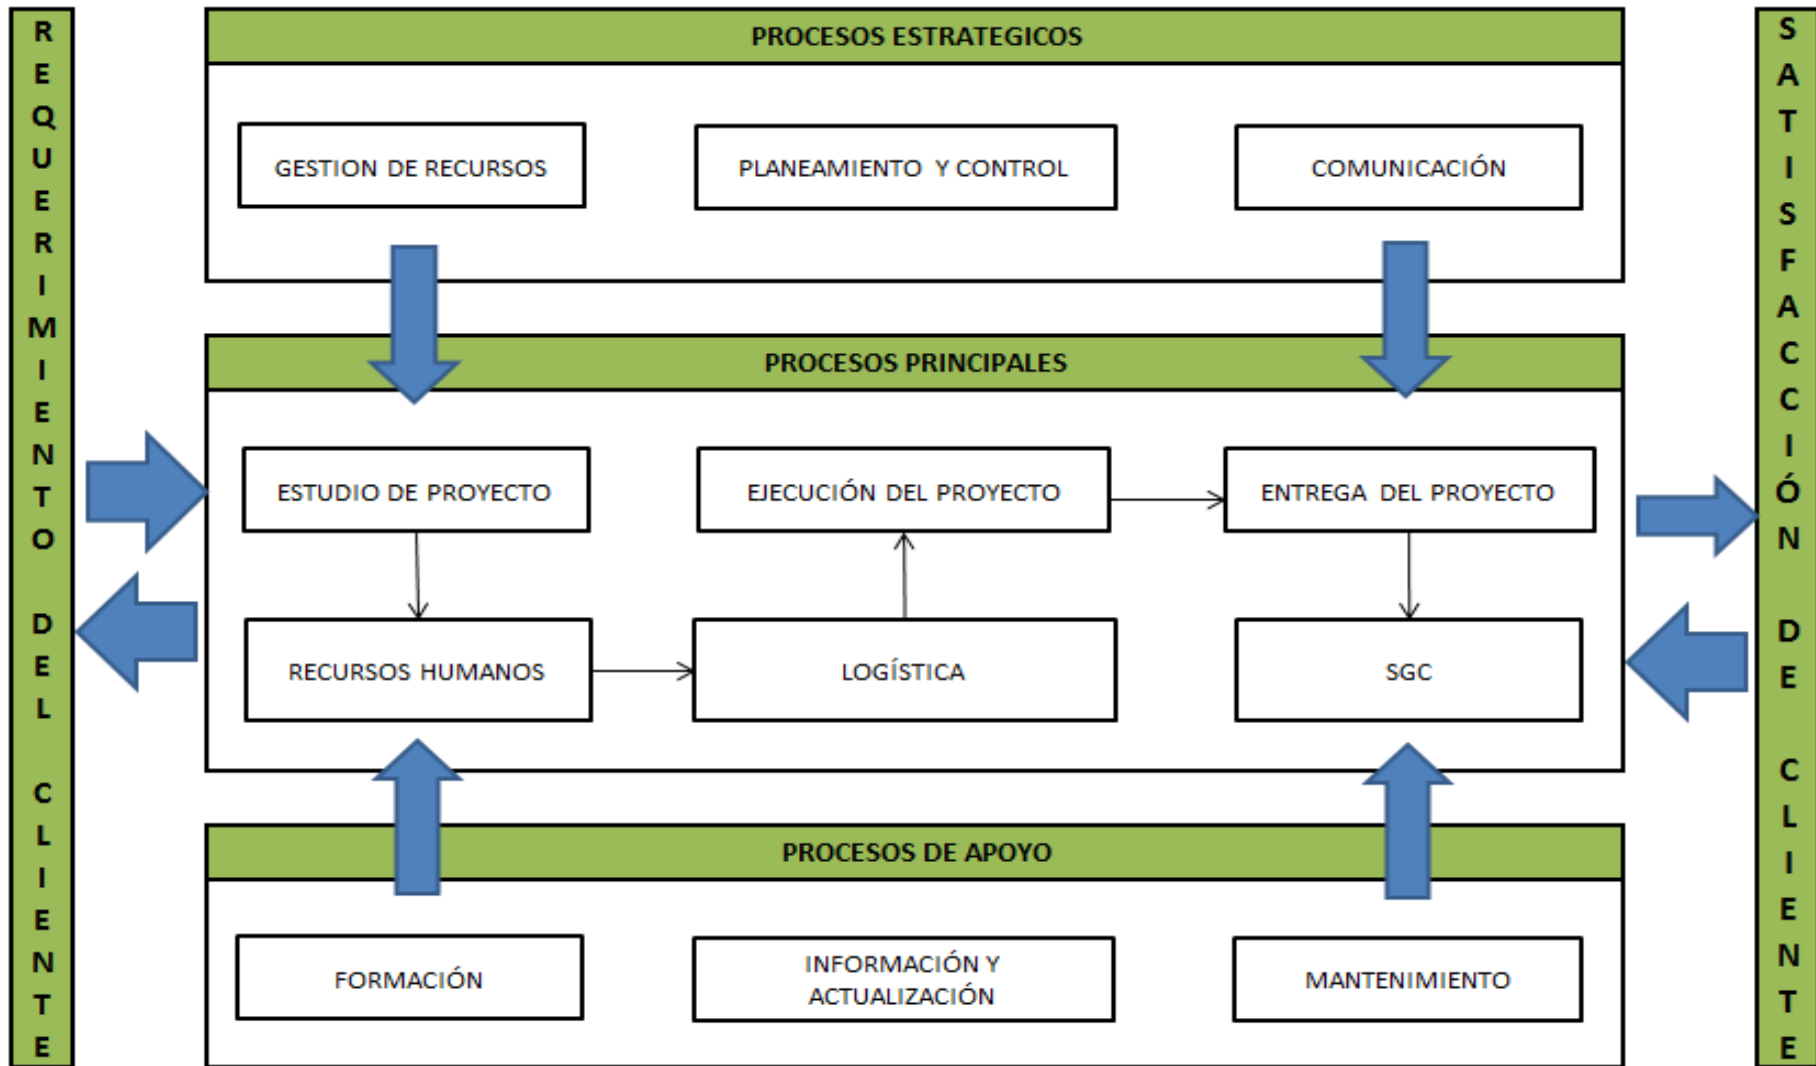 REQUERIMIENTO DEL CLIENTE
PROCESOS ESTRATEGICOS
GESTION DE RECURSOS
PLANEAMIENTO Y CONTROL
COMUNICACIÓN
PROCESOS PRINCIPALES
ESTUDIO DE PROYECTO
EJECUCIÓN DEL PROYECTO
ENTREGA DEL PROYECTO
RECURSOS HUMANOS
LOGÍSTICA
SGC
PROCESOS DE APOYO
FORMACIÓN
INFORMACIÓN Y
ACTUALIZACIÓN
MANTENIMIENTO
SATISFACCIÓN DE CLIENTE